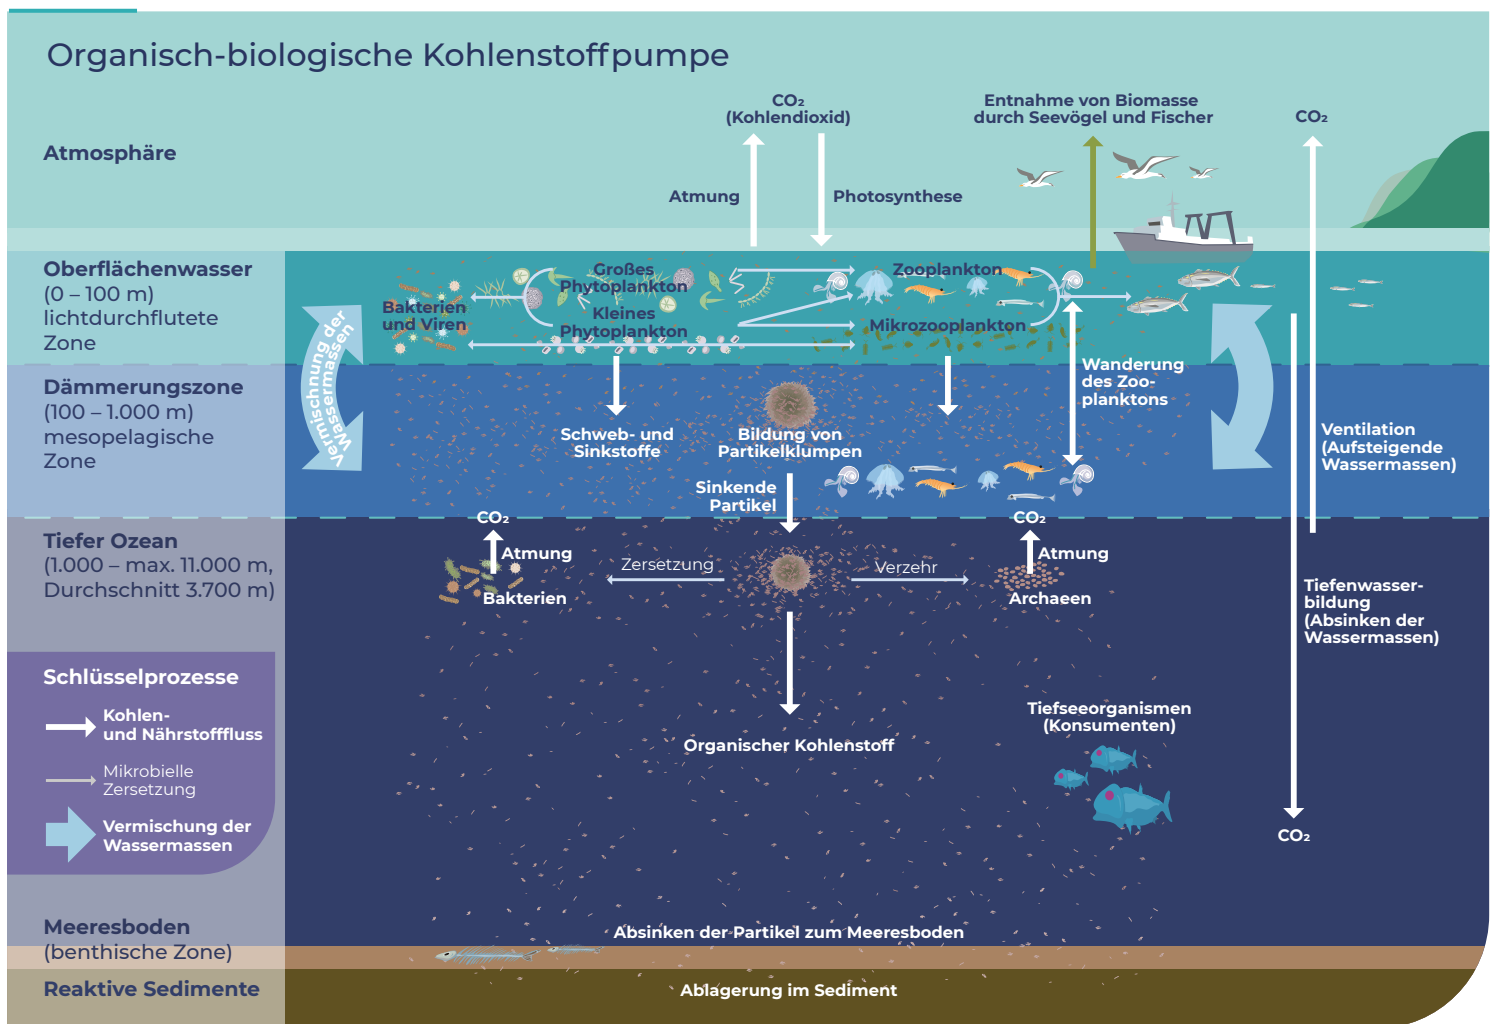 Organisch-biologische Kohlenstoffpumpe
CO₂
(Kohlendioxid)
Entnahme von Biomasse
durch Seevögel und Fischer
CO₂
Atmosphäre
Atmung
Photosynthese
Oberflächenwasser
(0 – 100 m)
lichtdurchflutete
Zone
Großes
Phytoplankton
Zooplankton
Bakterien
und Viren
Kleines
Phytoplankton
Mikrozooplankton
Vermischnung der
Wassermassen
Dämmerungszone
(100 – 1.000 m)
mesopelagische
Zone
Wanderung
des Zoo-
planktons
Schweb- und
Sinkstoffe
Bildung von
Partikelklumpen
Ventilation
(Aufsteigende
Wassermassen)
Sinkende
Partikel
CO₂
CO₂
Tiefer Ozean
(1.000 – max. 11.000 m,
Durchschnitt 3.700 m)
Atmung
Zersetzung
Verzehr
Atmung
Bakterien
Archaeen
Tiefenwasser-
bildung
(Absinken der
Wassermassen)
Schlüsselprozesse
Kohlen-
und Nährstofffluss
Mikrobielle
Zersetzung
Vermischung der
Wassermassen
Tiefseeorganismen
(Konsumenten)
Organischer Kohlenstoff
CO₂
Meeresboden
(benthische Zone)
Absinken der Partikel zum Meeresboden
Reaktive Sedimente
Ablagerung im Sediment